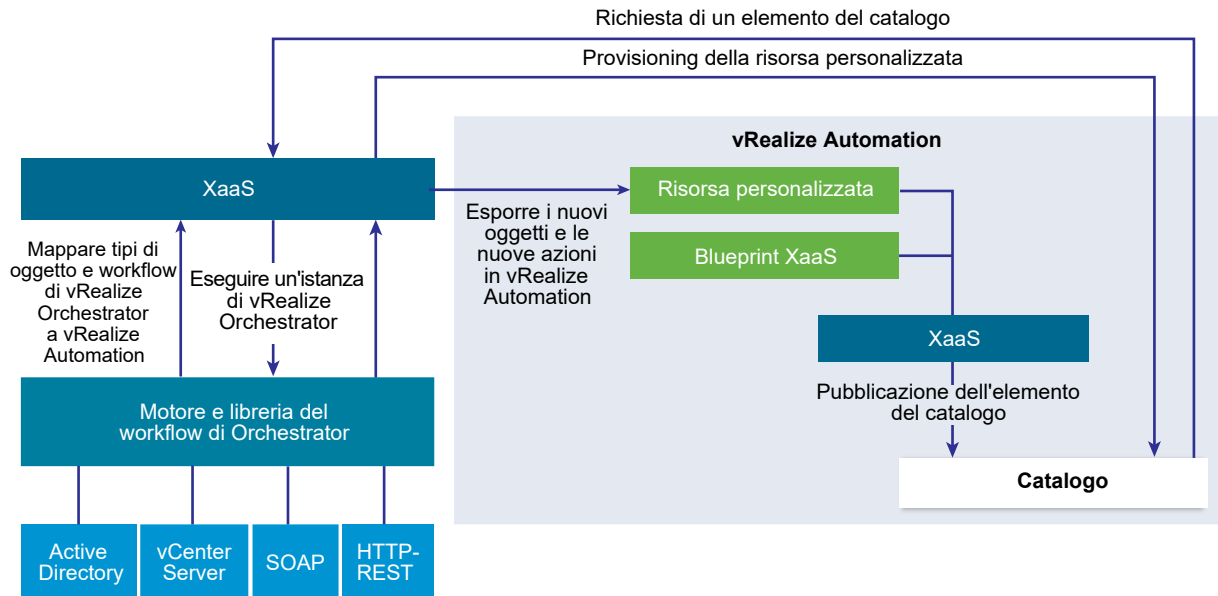 Richiesta di un elemento del catalogo
Provisioning della risorsa personalizzata
vRealize Automation
XaaS
Risorsa personalizzata
Esporre i nuovi
oggetti e le
nuove azioni
in vRealize
Automation
Mappare tipi di
oggetto e workflow
di vRealize
Orchestrator
a vRealize
Automation
Eseguire un'istanza
di vRealize
Orchestrator
Blueprint XaaS
XaaS
Pubblicazione dell'elemento
del catalogo
Motore e libreria del
workflow di Orchestrator
Catalogo
Active
Directory
vCenter
Server
SOAP
HTTP-
REST